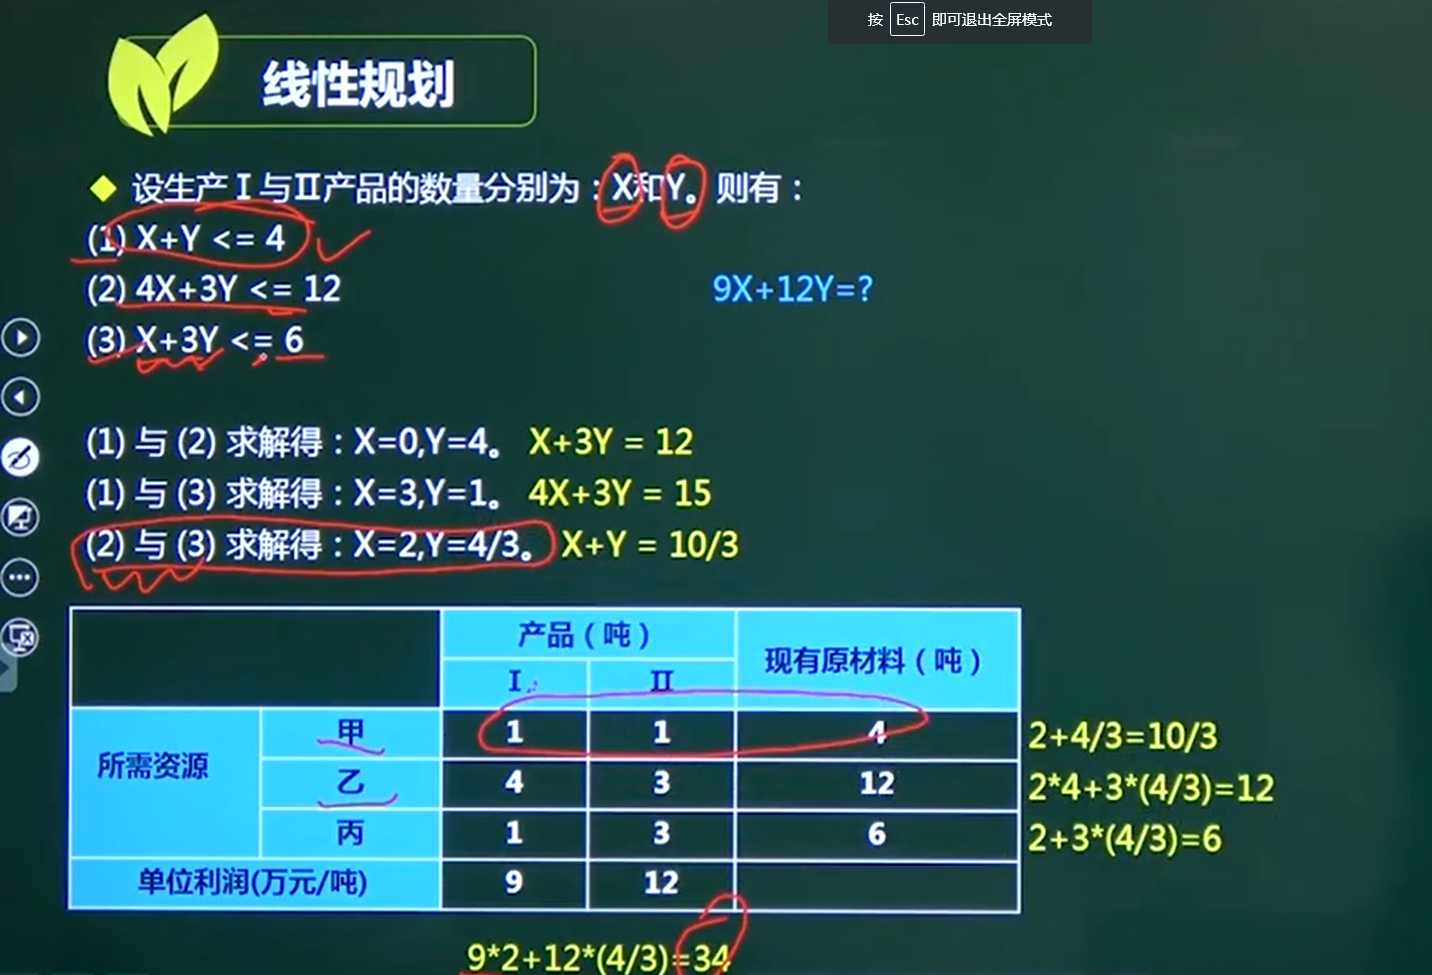 按 Esc 即可退出全屏模式
线性规划
设生产Ⅰ与Ⅱ产品的数量分别为：X和Y。则有：
(1) X+Y <= 4
(2) 4X+3Y <= 12
9X+12Y=?
(3) X+3Y <= 6
(1) 与 (2) 求解得：X=0,Y=4。 X+3Y = 12
(1) 与 (3) 求解得：X=3,Y=1。 4X+3Y = 15
(2) 与 (3) 求解得：X=2,Y=4/3。 X+Y = 10/3
产品（吨） 现有原材料（吨）
Ⅰ Ⅱ
所需资源 甲 1 1 4 2+4/3=10/3
乙 4 3 12 2*4+3*(4/3)=12
丙 1 3 6 2+3*(4/3)=6
单位利润(万元/吨) 9 12
9*2+12*(4/3)=34